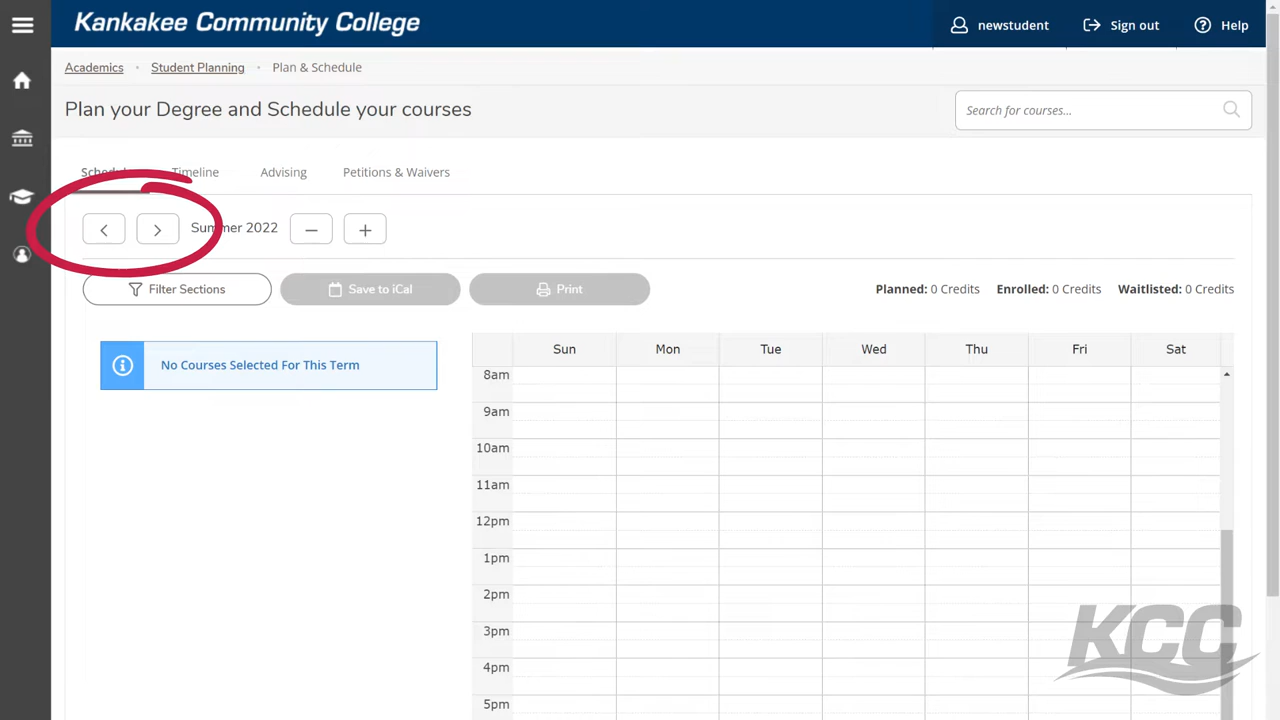 Kankakee Community College
newstudent
Sign out
Help
Academics · Student Planning · Plan & Schedule
Plan your Degree and Schedule your courses
Search for courses...
Schedule
Timeline
Advising
Petitions & Waivers
Summer 2022
Filter Sections
Save to iCal
Print
Planned: 0 Credits
Enrolled: 0 Credits
Waitlisted: 0 Credits
No Courses Selected For This Term
Sun Mon Tue Wed Thu Fri Sat
8am
9am
10am
11am
12pm
1pm
2pm
3pm
4pm
5pm
KCC